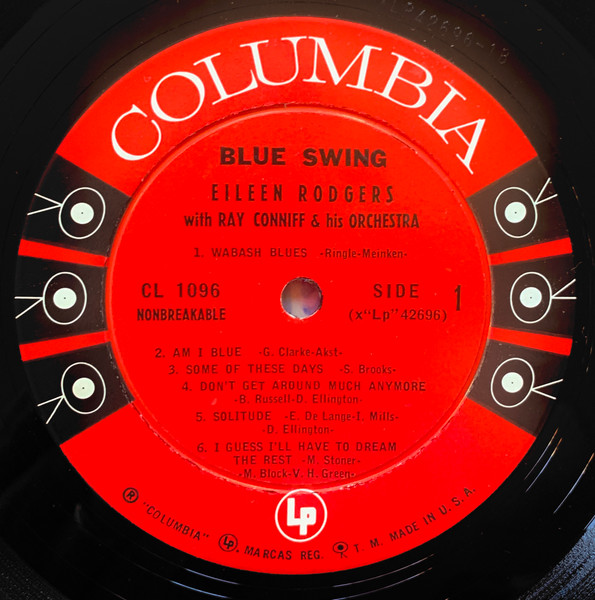 LP42696-1B
COLUMBIA
BLUE SWING
EILEEN RODGERS
with RAY CONNIFF & his ORCHESTRA
1. WABASH BLUES -Ringle-Meinken-
CL 1096
NONBREAKABLE
SIDE 1
(x"Lp" 42696)
2. AM I BLUE -G. Clarke-Akst-
3. SOME OF THESE DAYS -S. Brooks-
4. DON'T GET AROUND MUCH ANYMORE
-B. Russell-D. Ellington-
5. SOLITUDE -E. De Lange-I. Mills-
-D. Ellington-
6. I GUESS I'LL HAVE TO DREAM
THE REST -M. Stoner-
-M. Block-V. H. Green-
Lp
® "COLUMBIA" Lp, MARCAS REG. T. M. MADE IN U. S. A.